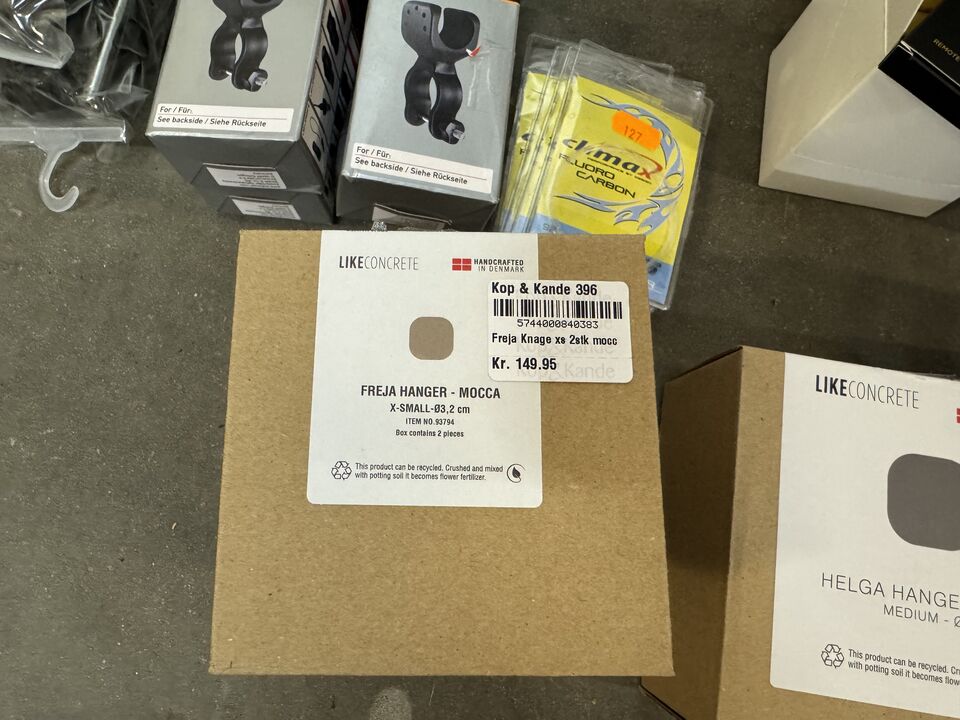 For / Für:
See backside / Siehe Rückseite
For / Für:
See backside / Siehe Rückseite
127
climax
FLUORO
CARBON
REMOTE
LIKECONCRETE
HANDCRAFTED
IN DENMARK
Kop & Kande 396
5744000840383
Freja Knage xs 2stk mocc
Kr. 149.95
Kop&Kande
FREJA HANGER - MOCCA
X-SMALL-Ø3,2 cm
ITEM NO.93794
Box contains 2 pieces
This product can be recycled. Crushed and mixed
with potting soil it becomes flower fertilizer.
LIKECONCRETE
HELGA HANGE
MEDIUM - Ø
This product can be recycled. Cr
with potting soil it becomes flow